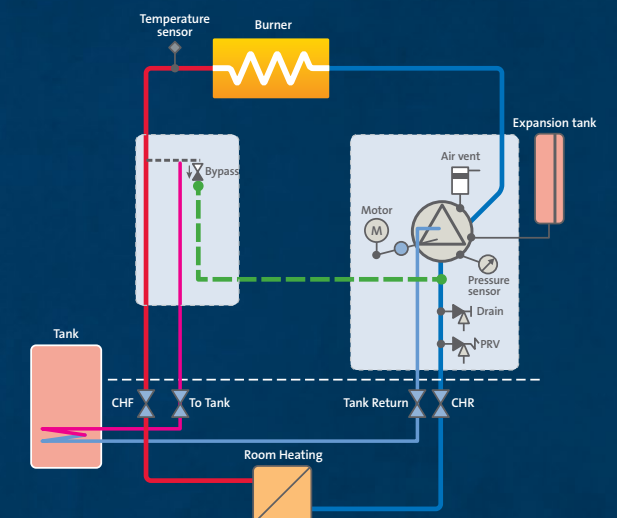 Temperature
sensor
Burner
Expansion tank
Air vent
Bypass
Motor
M
Pressure
sensor
Drain
PRV
Tank
CHF
To Tank
Tank Return
CHR
Room Heating